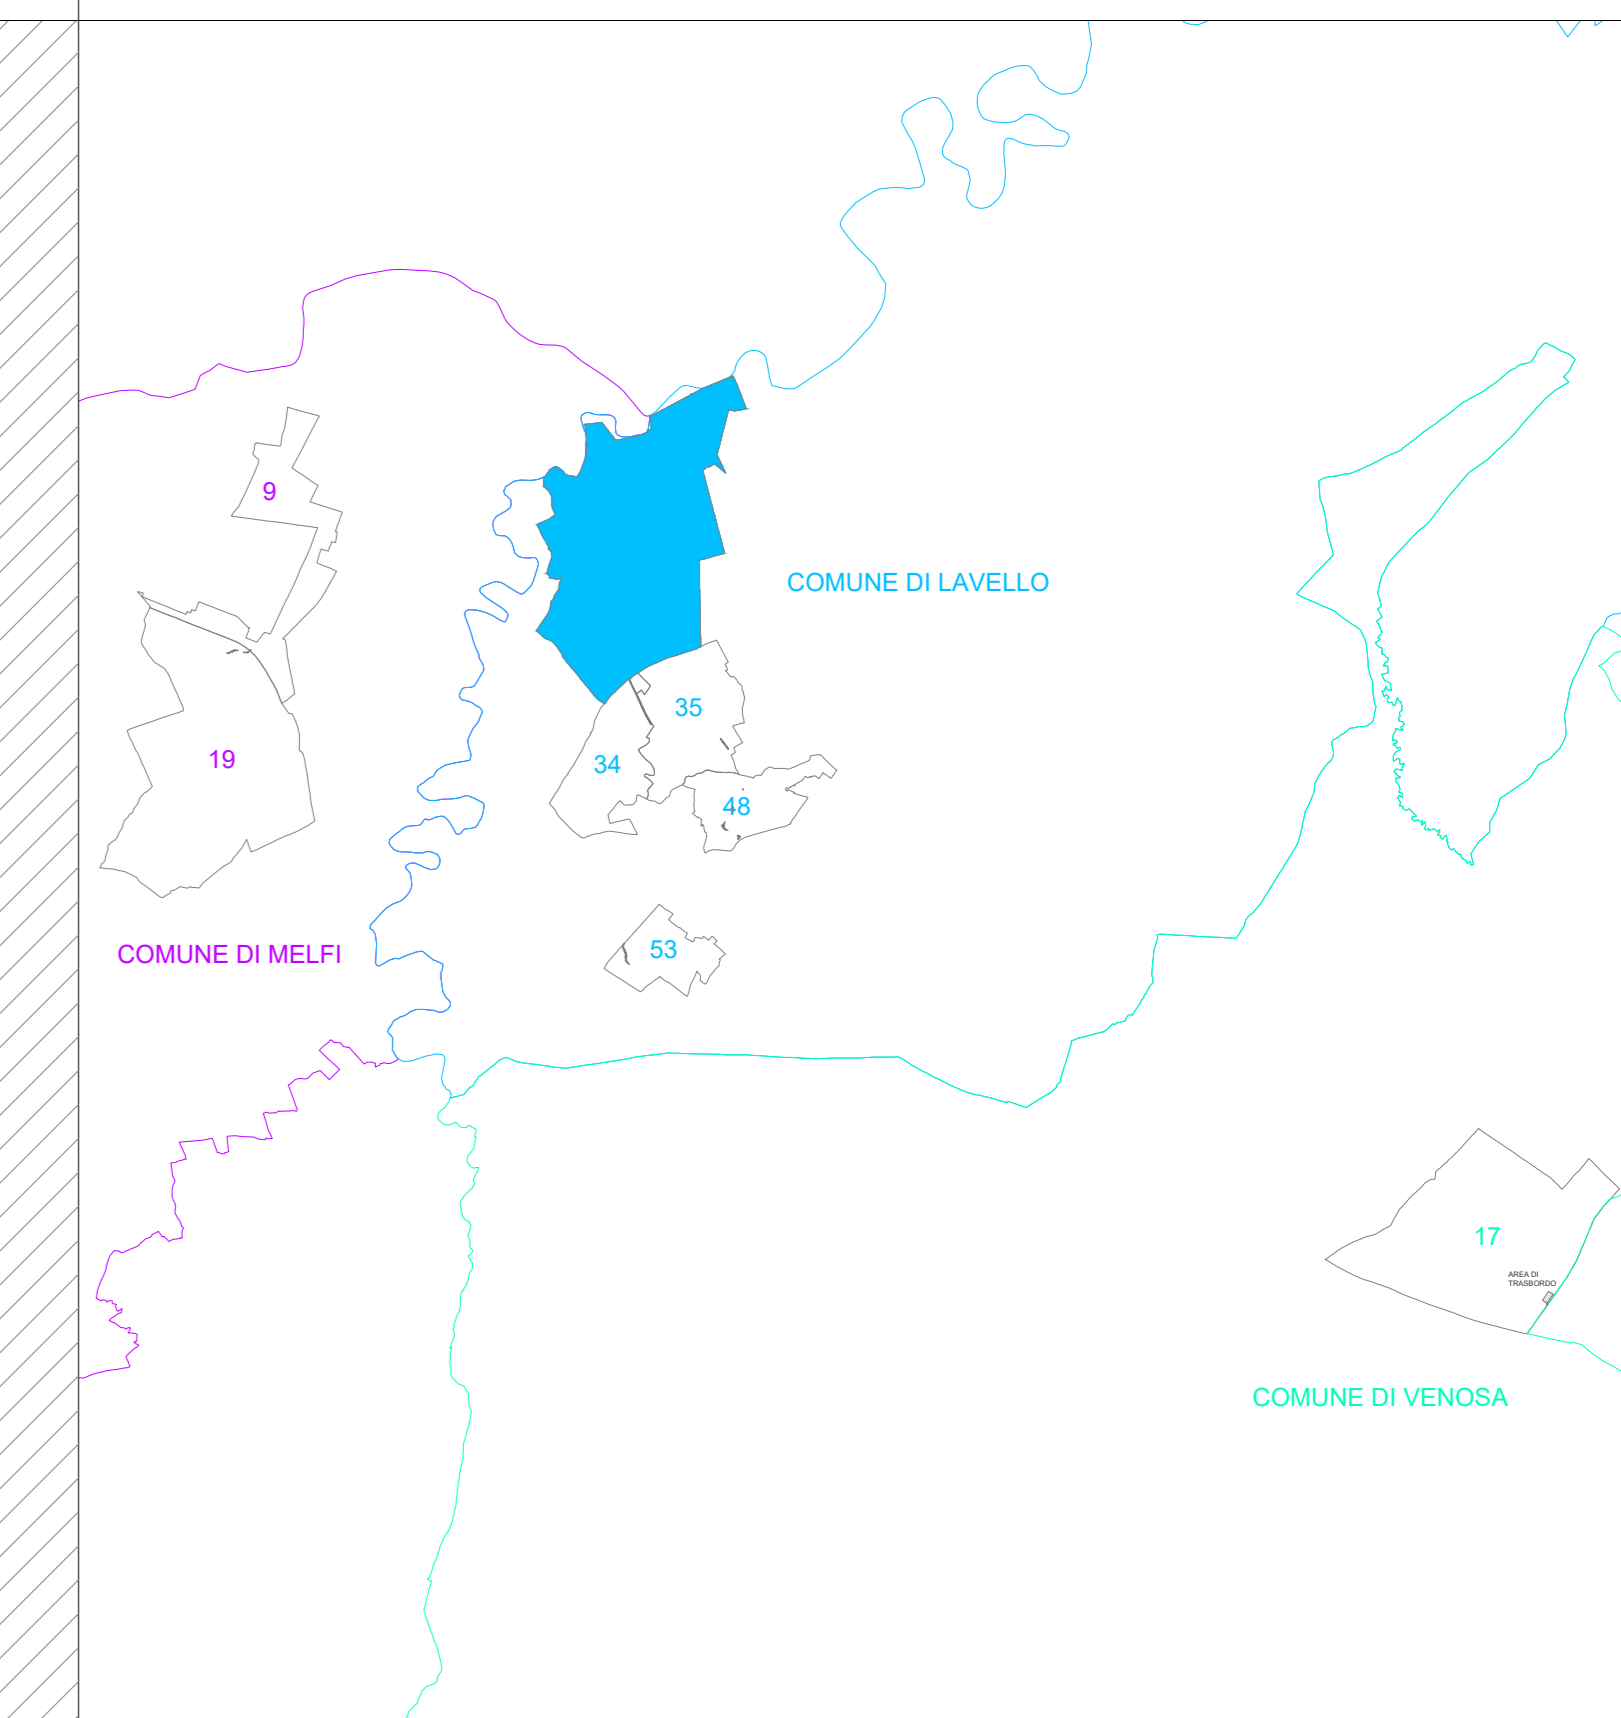 9
COMUNE DI LAVELLO
35
19
34
48
53
COMUNE DI MELFI
17
AREA DI
TRASBORDO
COMUNE DI VENOSA